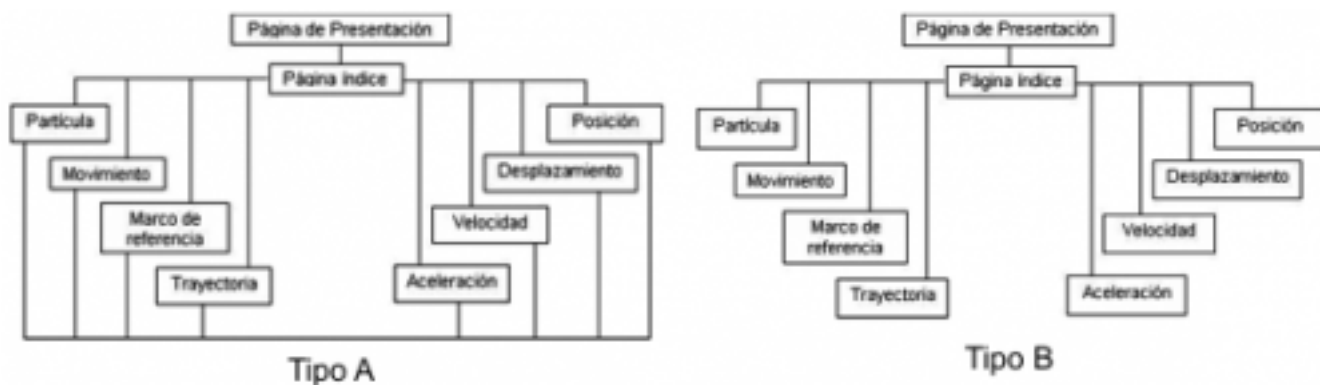 Página de Presentación
Página índice
Partícula
Posición
Movimiento
Desplazamiento
Marco de
referencia
Velocidad
Trayectoria
Aceleración
Tipo A
Página de Presentación
Página índice
Partícula
Posición
Movimiento
Desplazamiento
Marco de
referencia
Velocidad
Trayectoria
Aceleración
Tipo B